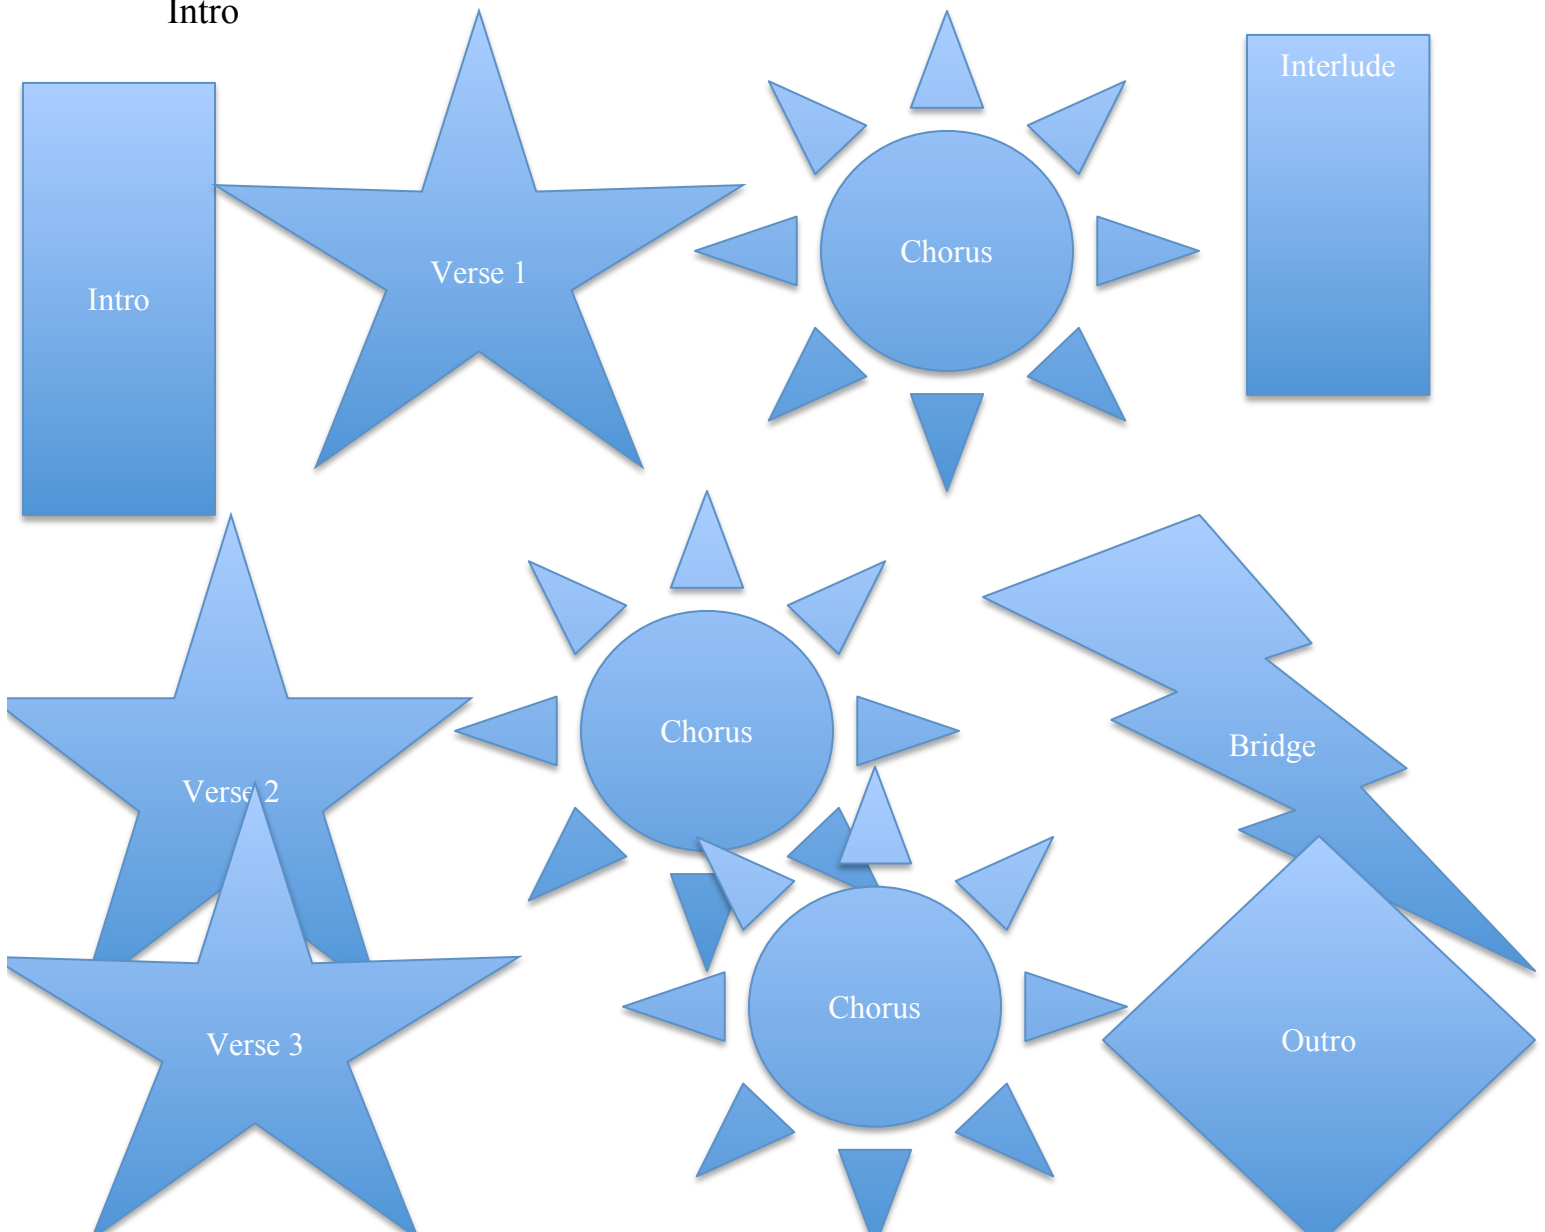 Intro
Intro
Verse 1
Chorus
Interlude
Verse 2
Chorus
Bridge
Verse 3
Chorus
Outro